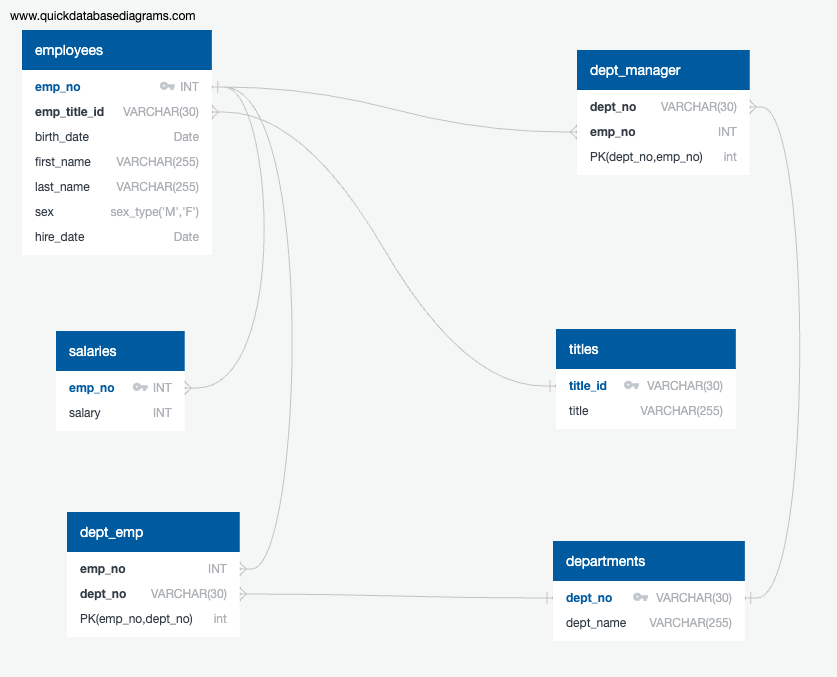 www.quickdatabasediagrams.com
employees
emp_no INT
emp_title_id VARCHAR(30)
birth_date Date
first_name VARCHAR(255)
last_name VARCHAR(255)
sex sex_type('M','F')
hire_date Date
dept_manager
dept_no VARCHAR(30)
emp_no INT
PK(dept_no,emp_no) int
salaries
emp_no INT
salary INT
titles
title_id VARCHAR(30)
title VARCHAR(255)
dept_emp
emp_no INT
dept_no VARCHAR(30)
PK(emp_no,dept_no) int
departments
dept_no VARCHAR(30)
dept_name VARCHAR(255)